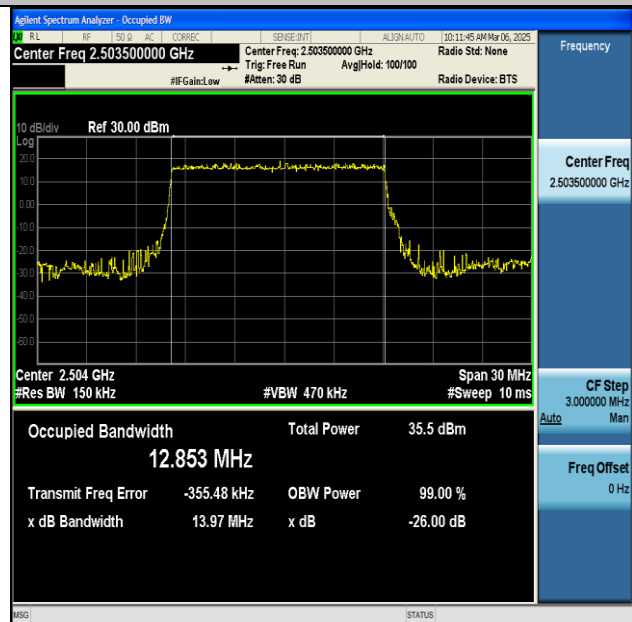 Agilent Spectrum Analyzer - Occupied BW
LXI RL RF 50 Ω AC CORREC SENSE:INT ALIGN AUTO 10:11:45 AM Mar 06, 2025
Center Freq 2.503500000 GHz
Center Freq: 2.503500000 GHz
Radio Std: None
Trig: Free Run Avg|Hold: 100/100
#IFGain:Low
#Atten: 30 dB
Radio Device: BTS
10 dB/div Ref 30.00 dBm
Log
20.0
10.0
0.00
-10.0
-20.0
-30.0
-40.0
-50.0
-60.0
Center 2.504 GHz Span 30 MHz
#Res BW 150 kHz #VBW 470 kHz #Sweep 10 ms
Occupied Bandwidth Total Power 35.5 dBm
12.853 MHz
Transmit Freq Error -355.48 kHz OBW Power 99.00 %
x dB Bandwidth 13.97 MHz x dB -26.00 dB
Frequency
Center Freq
2.503500000 GHz
CF Step
3.000000 MHz
Auto Man
Freq Offset
0 Hz
MSG STATUS